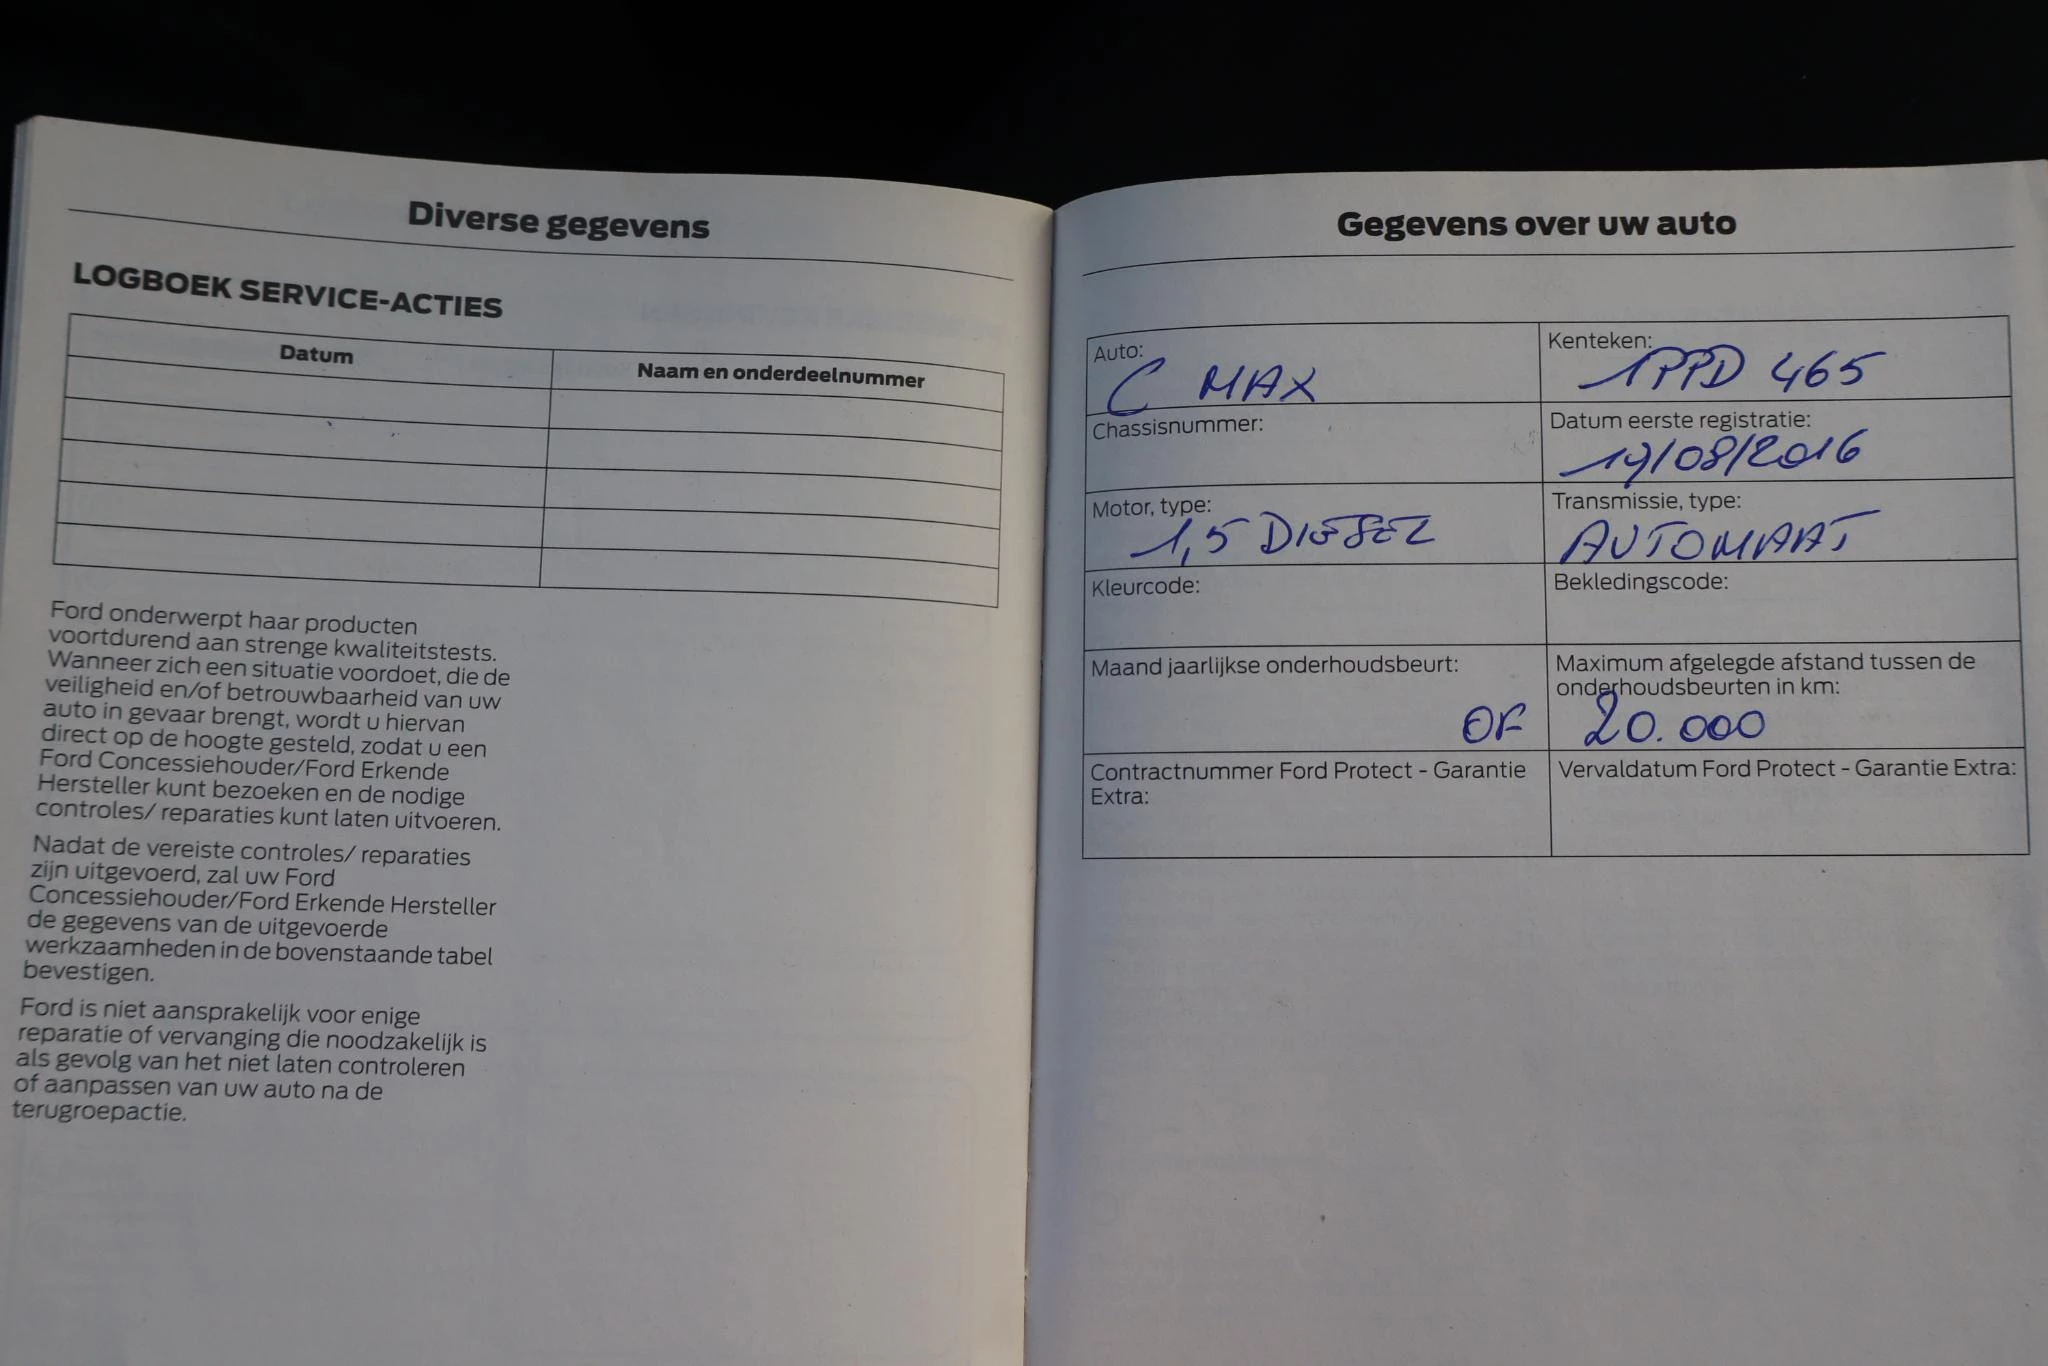 Diverse gegevens
LOGBOEK SERVICE-ACTIES
Datum
Naam en onderdeelnummer
Ford onderwerpt haar producten
voortdurend aan strenge kwaliteitstests.
Wanneer zich een situatie voordoet, die de
veiligheid en/of betrouwbaarheid van uw
auto in gevaar brengt, wordt u hiervan
direct op de hoogte gesteld, zodat u een
Ford Concessiehouder/Ford Erkende
Hersteller kunt bezoeken en de nodige
controles/ reparaties kunt laten uitvoeren.
Nadat de vereiste controles/ reparaties
zijn uitgevoerd, zal uw Ford
Concessiehouder/Ford Erkende Hersteller
de gegevens van de uitgevoerde
werkzaamheden in de bovenstaande tabel
bevestigen.
Ford is niet aansprakelijk voor enige
reparatie of vervanging die noodzakelijk is
als gevolg van het niet laten controleren
of aanpassen van uw auto na de
terugroepactie.
Gegevens over uw auto
Auto:
C MAX
Kenteken:
1PPD 465
Chassisnummer:
Datum eerste registratie:
Motor, type:
1,5 DIESEL
Transmissie, type:
AUTOMAAT
Kleurcode:
Bekledingscode:
Maand jaarlijkse onderhoudsbeurt:
OF
Maximum afgelegde afstand tussen de
onderhoudsbeurten in km:
20.000
Contractnummer Ford Protect - Garantie
Extra:
Vervaldatum Ford Protect - Garantie Extra: